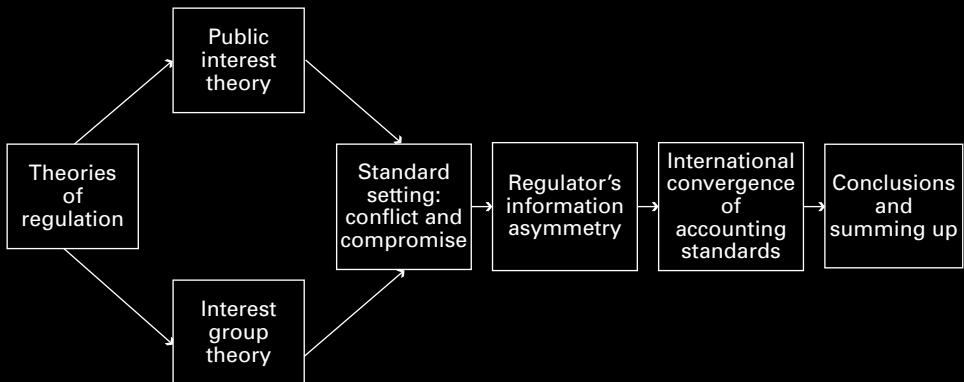 Public
interest
theory
Theories
of
regulation
Interest
group
theory
Standard
setting:
conflict and
compromise
Regulator's
information
asymmetry
International
convergence
of
accounting
standards
Conclusions
and
summing up